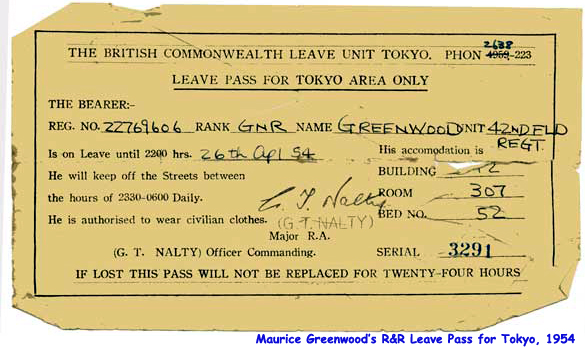 THE BRITISH COMMONWEALTH LEAVE UNIT TOKYO. PHON 2638 4959-223
LEAVE PASS FOR TOKYO AREA ONLY
THE BEARER:-
REG. NO. 22769606 RANK GNR NAME GREENWOOD UNIT 42ND FLD REGT.
Is on Leave until 2200 hrs. 26th Apl 54 His accomodation is
He will keep off the Streets between BUILDING
the hours of 2330-0600 Daily. G. T. Nalty ROOM 307
He is authorised to wear civilian clothes. (G. T. NALTY) BED NO. 52
Major R.A.
(G. T. NALTY) Officer Commanding. SERIAL 3291
IF LOST THIS PASS WILL NOT BE REPLACED FOR TWENTY-FOUR HOURS
Maurice Greenwood's R&R Leave Pass for Tokyo, 1954